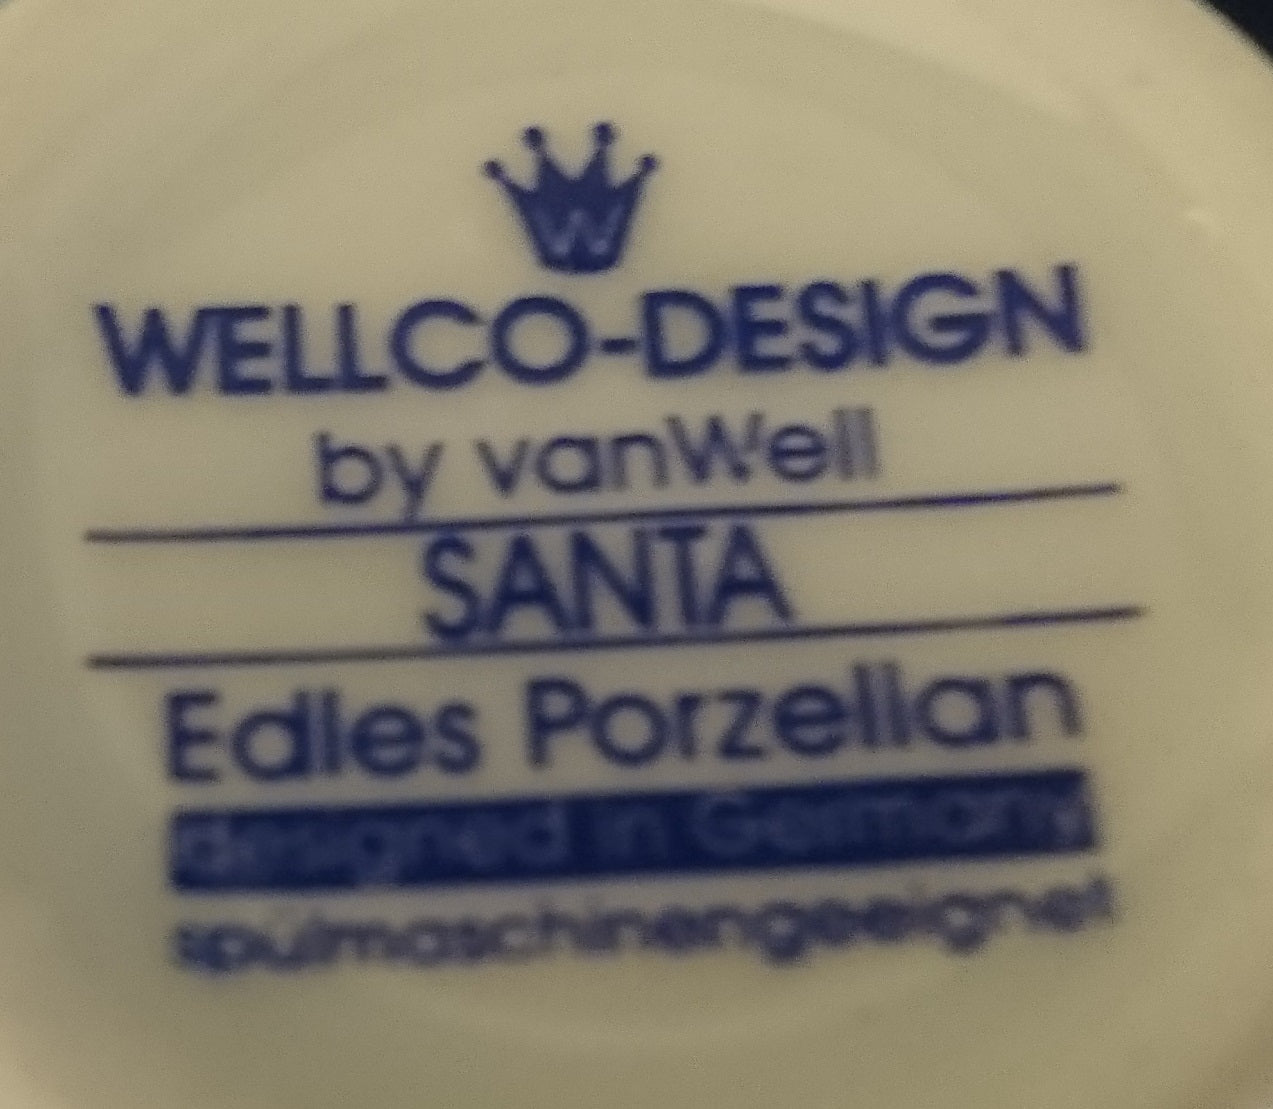 W
WELLCO-DESIGN
by vanWell
SANTA
Edles Porzellan
designed in Germany
spülmaschinengeeignet